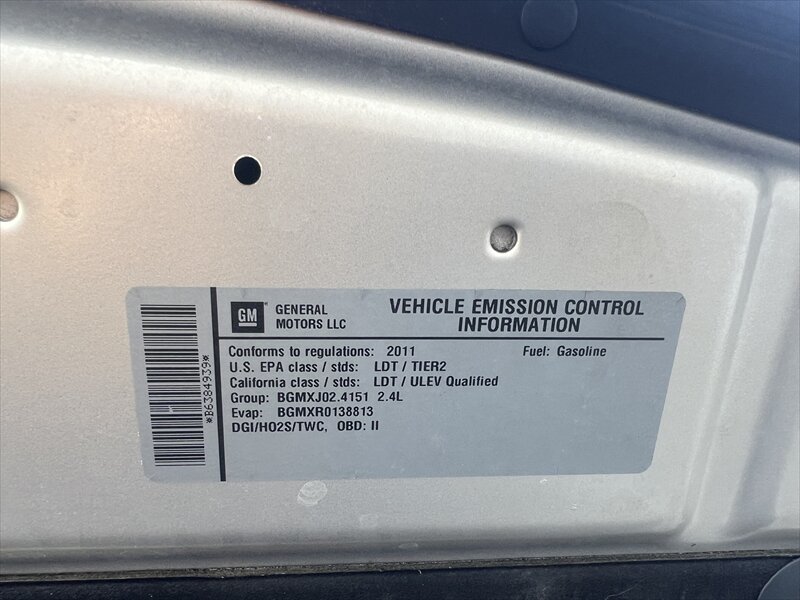 *B6384939*
GM GENERAL MOTORS LLC
VEHICLE EMISSION CONTROL
INFORMATION
Conforms to regulations: 2011 Fuel: Gasoline
U.S. EPA class / stds: LDT / TIER2
California class / stds: LDT / ULEV Qualified
Group: BGMXJ02.4151 2.4L
Evap: BGMXR0138813
DGI/HO2S/TWC, OBD: II